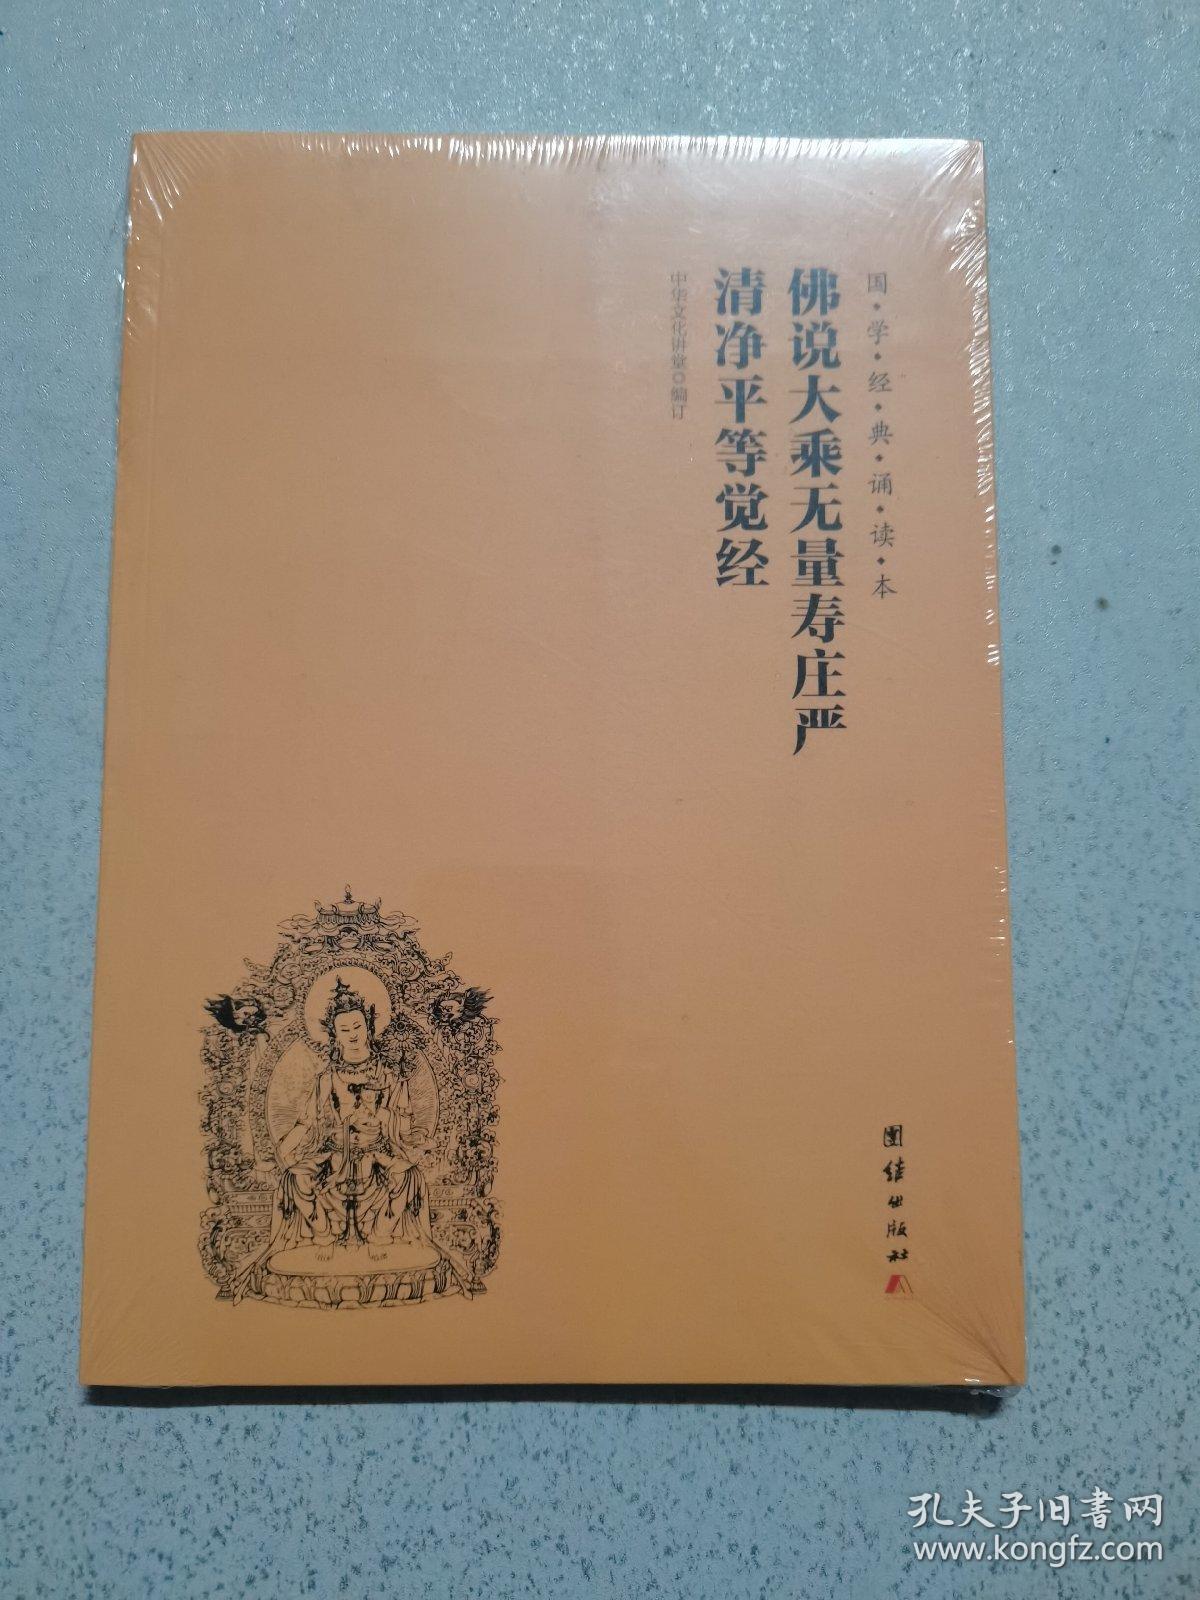 国·学·经·典·诵·读·本
佛说大乘无量寿庄严
清净平等觉经
中华文化讲堂◎编订
團结出版社
孔夫子旧書网
www.kongfz.com